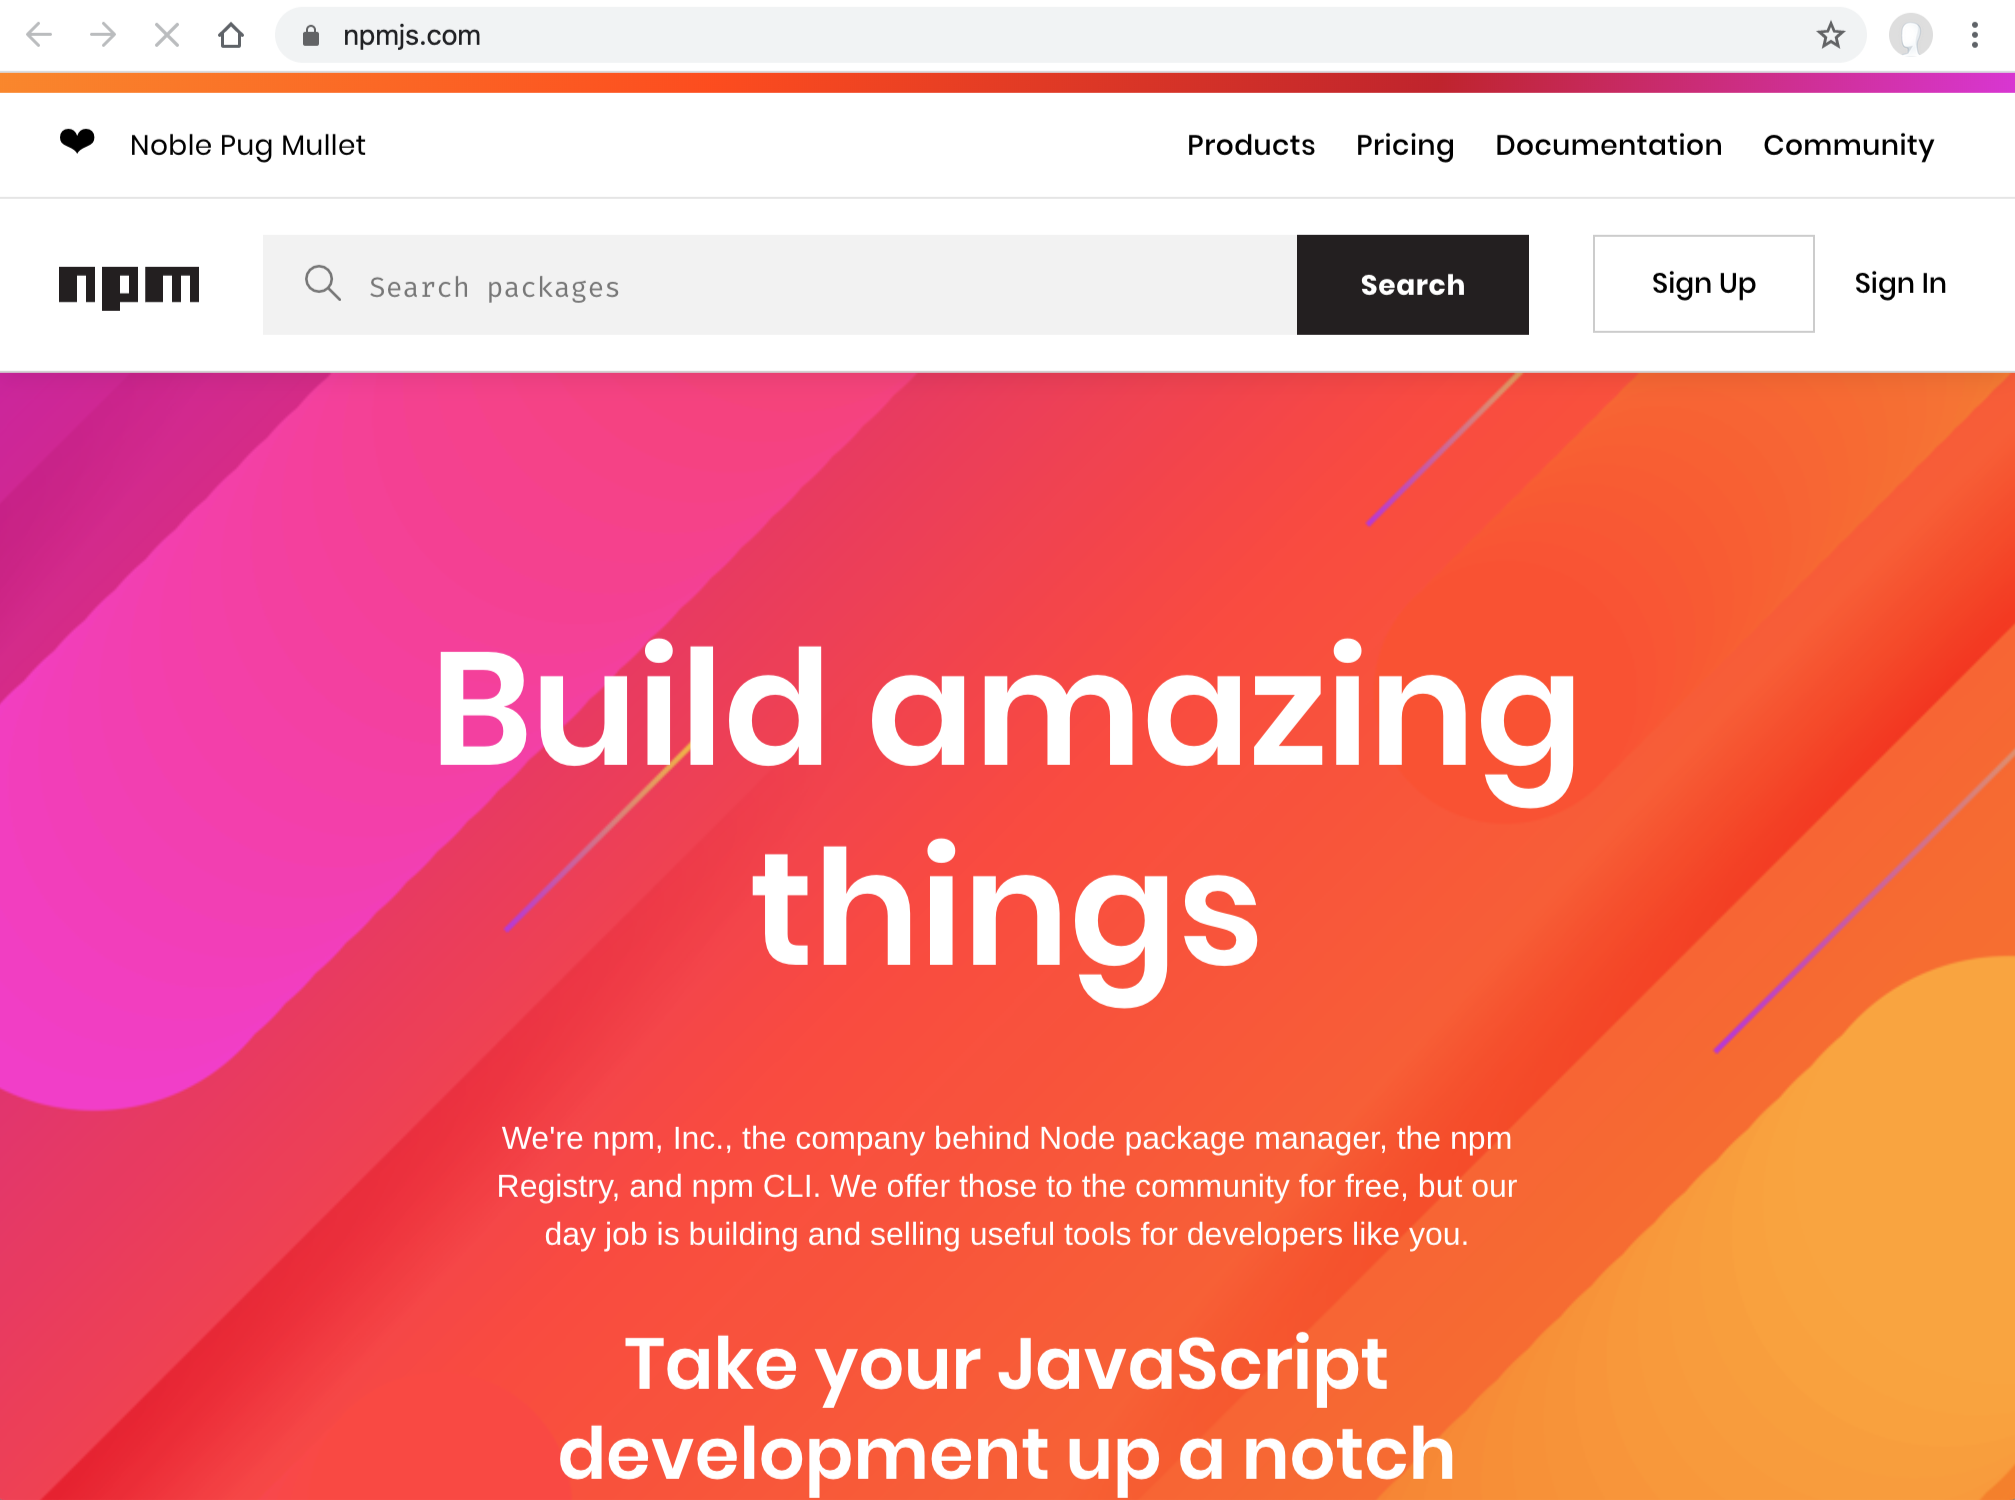 npmjs.com
❤ Noble Pug Mullet
Products Pricing Documentation Community
npm
Search packages
Search
Sign Up
Sign In
Build amazing
things
We're npm, Inc., the company behind Node package manager, the npm
Registry, and npm CLI. We offer those to the community for free, but our
day job is building and selling useful tools for developers like you.
Take your JavaScript
development up a notch